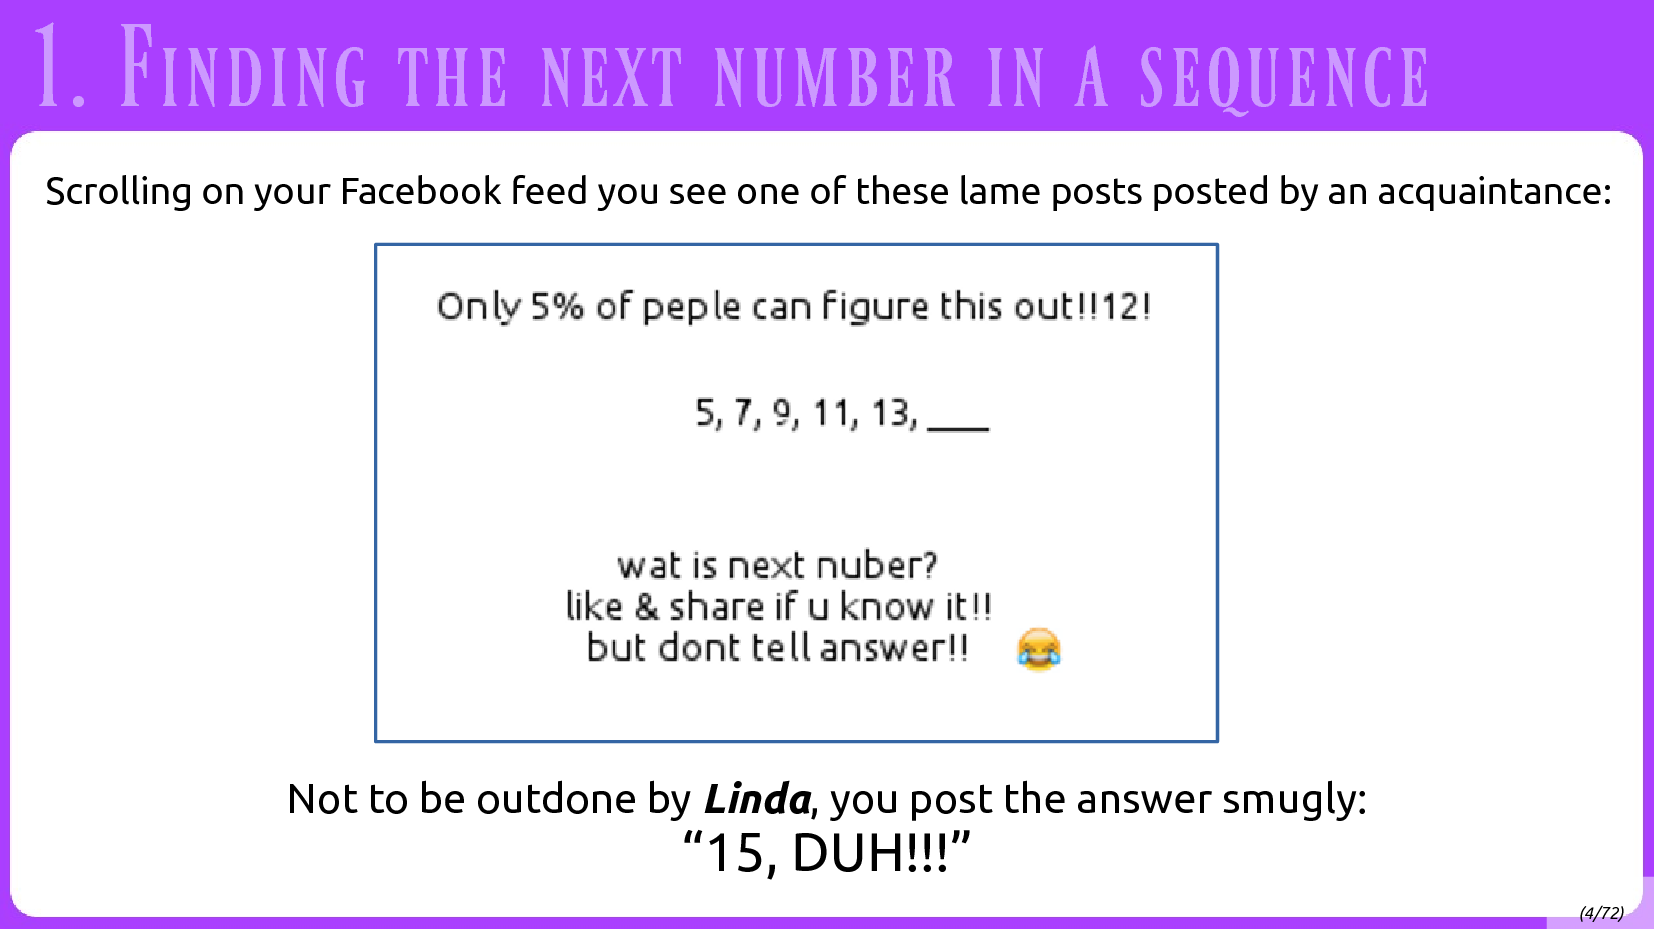 1. Finding the next number in a sequence
Scrolling on your Facebook feed you see one of these lame posts posted by an acquaintance:
Only 5% of peple can figure this out!!12!
5, 7, 9, 11, 13, ___
wat is next nuber?
like & share if u know it!!
but dont tell answer!! 😂
Not to be outdone by Linda, you post the answer smugly:
“15, DUH!!!”
(4/72)